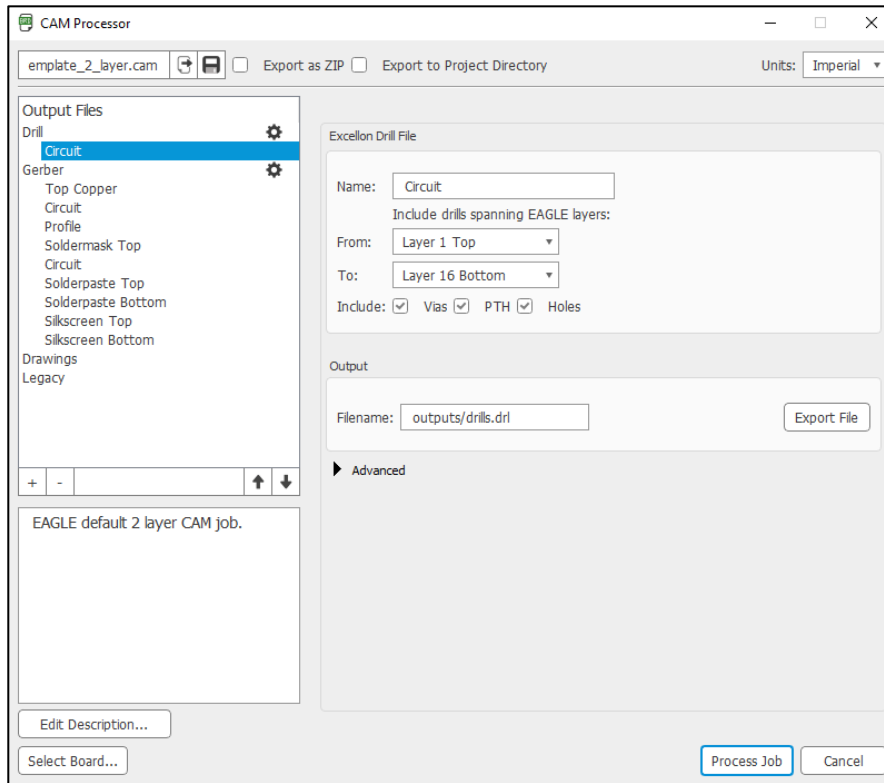 CAM Processor
emplate_2_layer.cam Export as ZIP Export to Project Directory Units: Imperial
Output Files
Drill
Circuit
Gerber
Top Copper
Circuit
Profile
Soldermask Top
Circuit
Solderpaste Top
Solderpaste Bottom
Silkscreen Top
Silkscreen Bottom
Drawings
Legacy
+ -
EAGLE default 2 layer CAM job.
Edit Description...
Select Board...
Excellon Drill File
Name: Circuit
Include drills spanning EAGLE layers:
From: Layer 1 Top
To: Layer 16 Bottom
Include: Vias PTH Holes
Output
Filename: outputs/drills.drl Export File
Advanced
Process Job Cancel